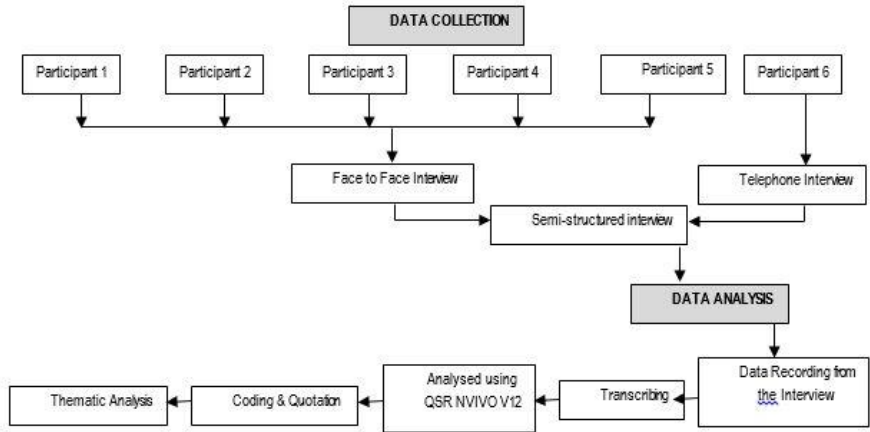 DATA COLLECTION
Participant 1
Participant 2
Participant 3
Participant 4
Participant 5
Participant 6
Face to Face Interview
Telephone Interview
Semi-structured interview
DATA ANALYSIS
Data Recording from
the Interview
Transcribing
Analysed using
QSR NVIVO V12
Coding & Quotation
Thematic Analysis